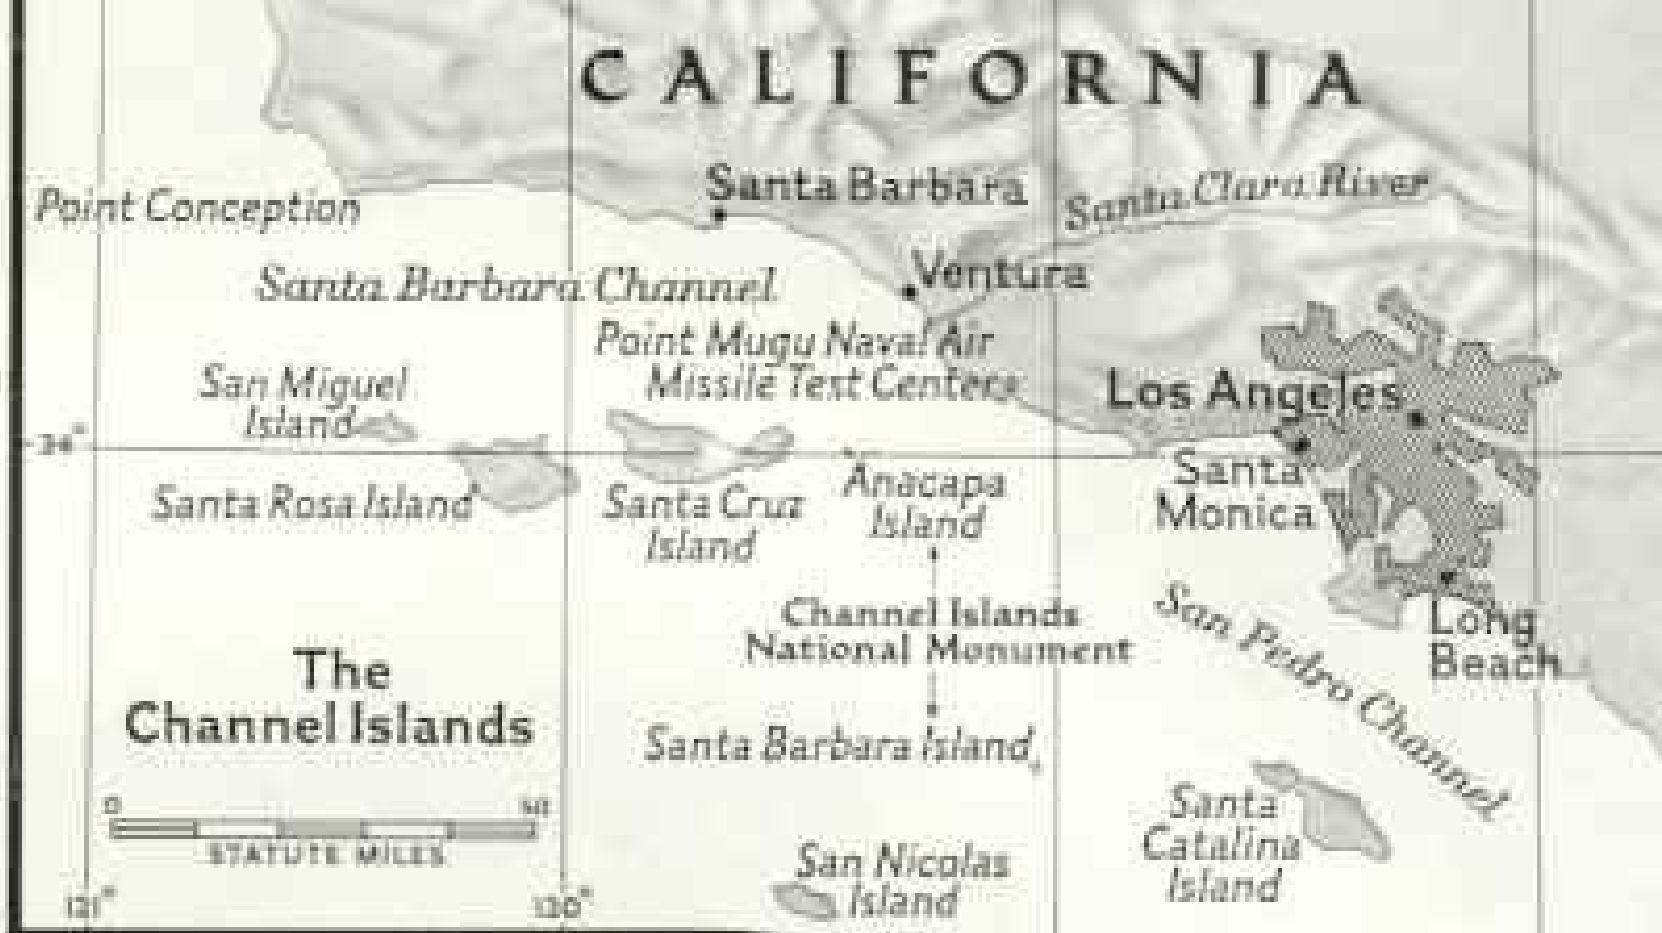 CALIFORNIA
Santa Barbara
Santa Clara River
Point Conception
Ventura
Santa Barbara Channel
Point Mugu Naval Air
Missile Test Centers
San Miguel
Island
Los Angeles
34°
Santa
Monica
Santa Rosa Island
Santa Cruz
Island
Anacapa
Island
Channel Islands
National Monument
San Pedro Channel
Long
Beach
The
Channel Islands
Santa Barbara Island
0 50
STATUTE MILES
Santa
Catalina
Island
San Nicolas
Island
121° 120°